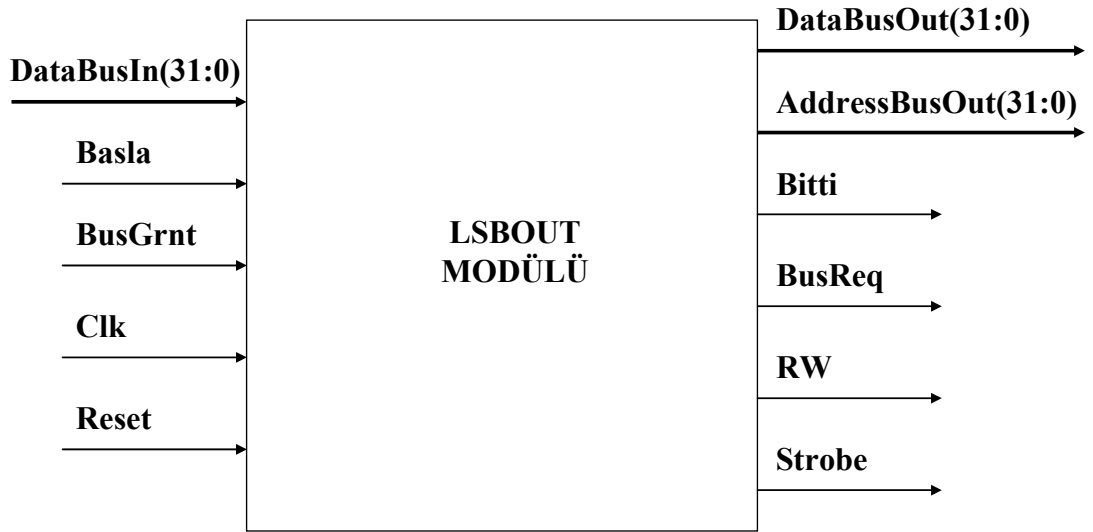 DataBusOut(31:0)
DataBusIn(31:0)
AddressBusOut(31:0)
Basla
Bitti
BusGrnt
LSBOUT
MODÜLÜ
BusReq
Clk
RW
Reset
Strobe